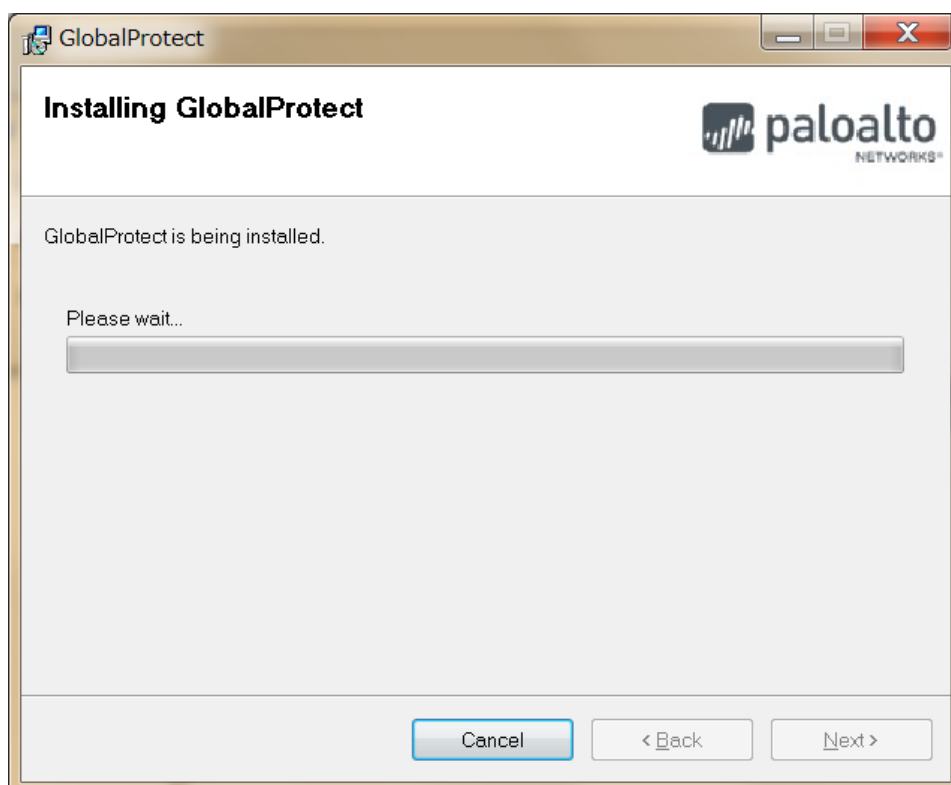 GlobalProtect
Installing GlobalProtect
paloalto
NETWORKS®
GlobalProtect is being installed.
Please wait...
Cancel
< Back
Next >